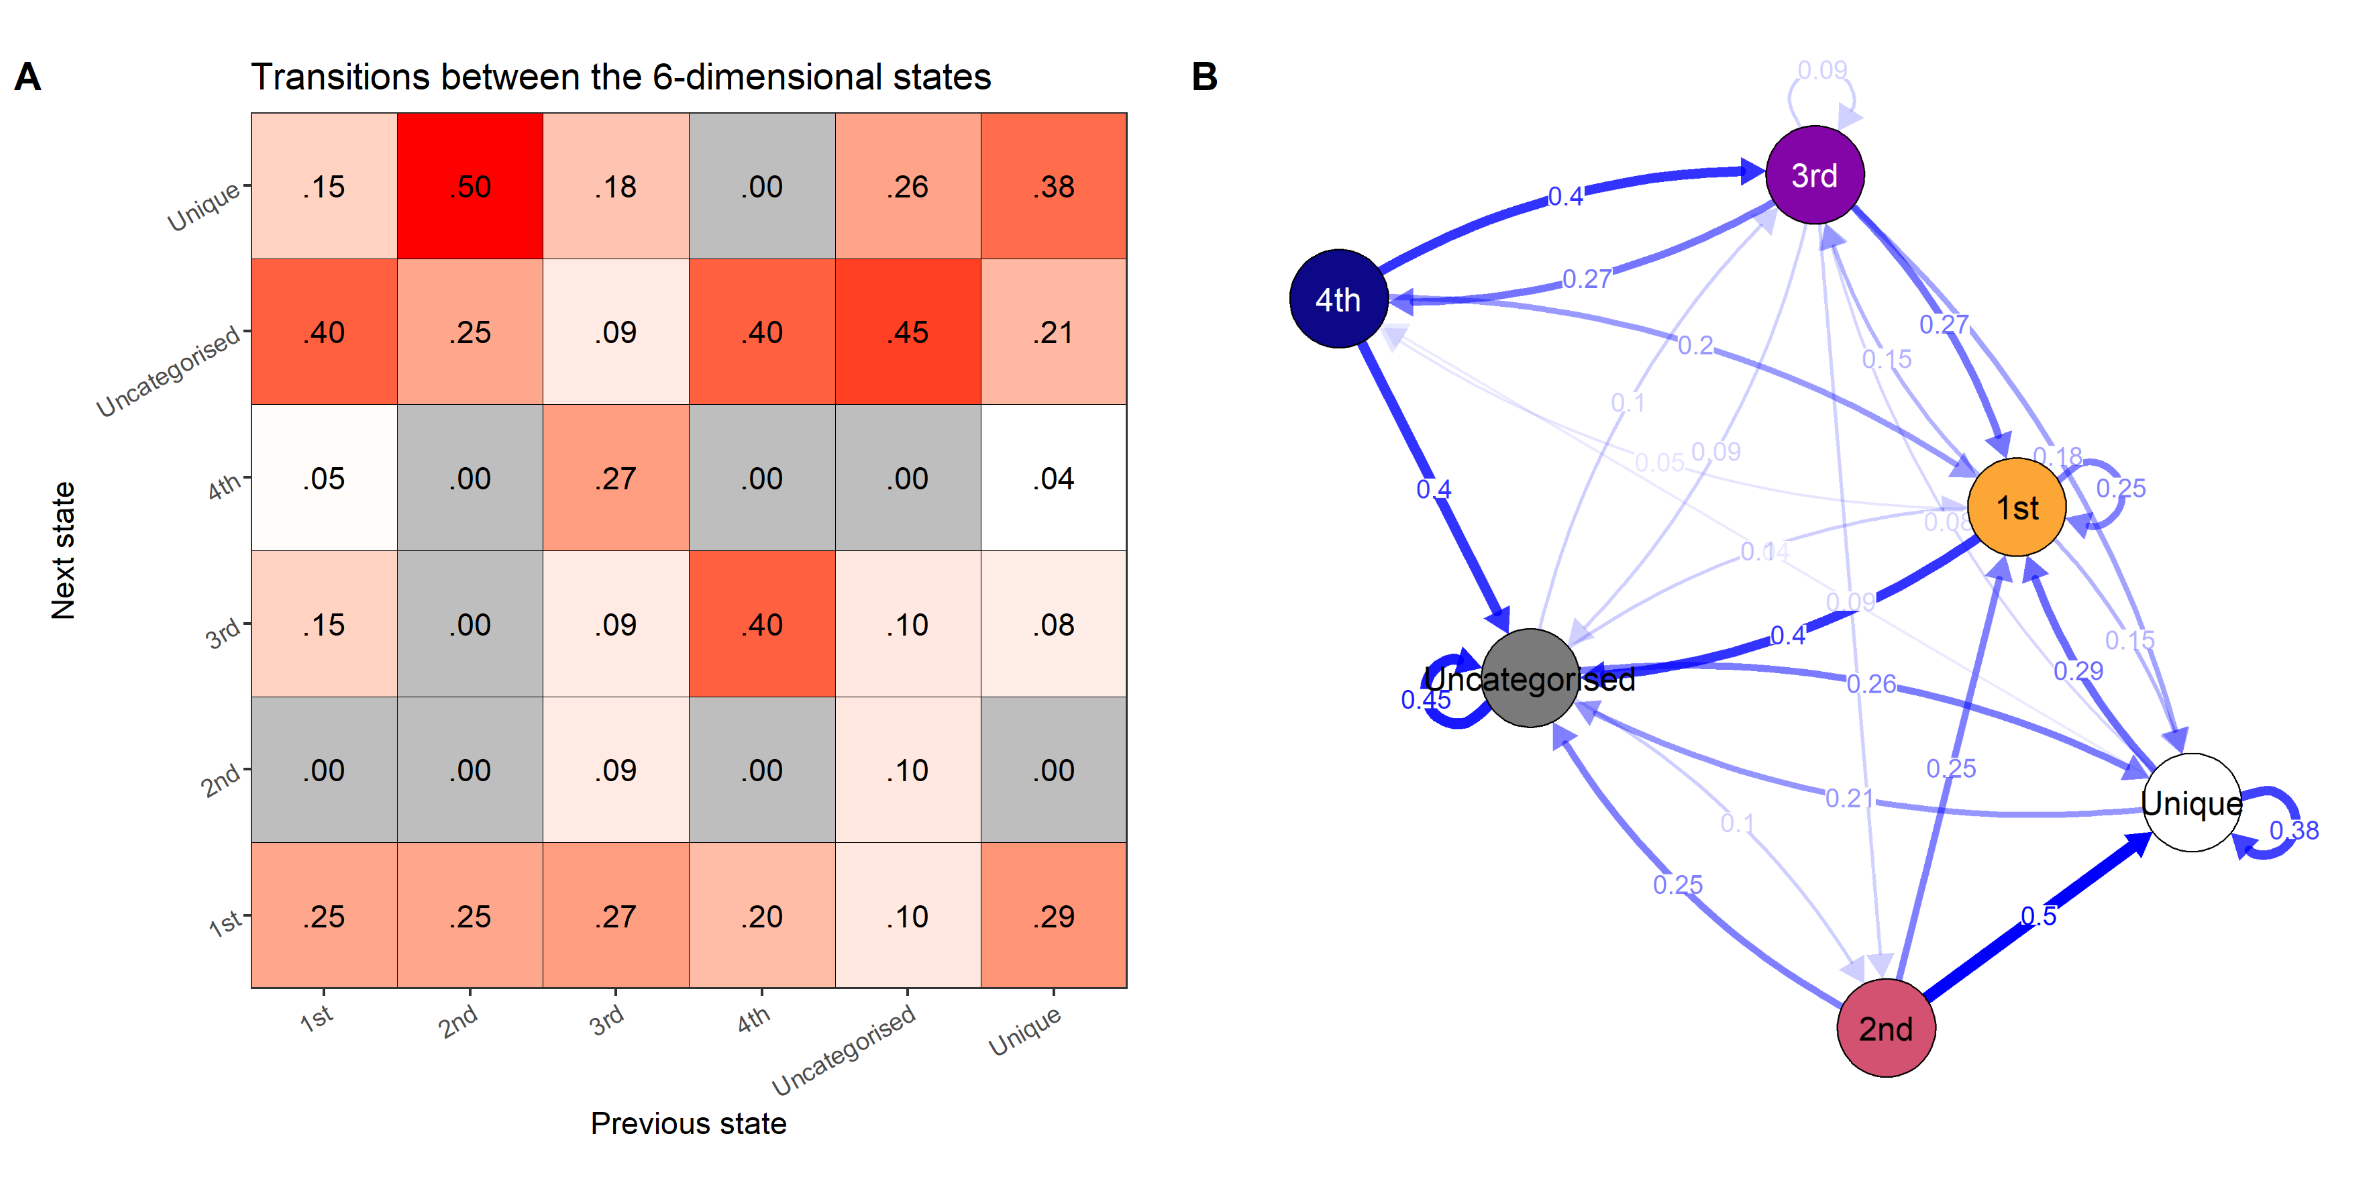 A
Transitions between the 6-dimensional states
Unique
.15 .50 .18 .00 .26 .38
Uncategorised
.40 .25 .09 .40 .45 .21
4th
.05 .00 .27 .00 .00 .04
3rd
.15 .00 .09 .40 .10 .08
2nd
.00 .00 .09 .00 .10 .00
1st
.25 .25 .27 .20 .10 .29
Next state
1st 2nd 3rd 4th Uncategorised Unique
Previous state
B
0.09
3rd
0.4
0.27
4th
0.27
0.2
0.15
0.1
0.09
0.05
0.18
0.25
0.4
1st
0.08
0.1
0.09
0.4
0.15
0.29
Uncategorised
0.26
0.45
0.25
0.21
Unique
0.1
0.38
0.25
0.5
2nd